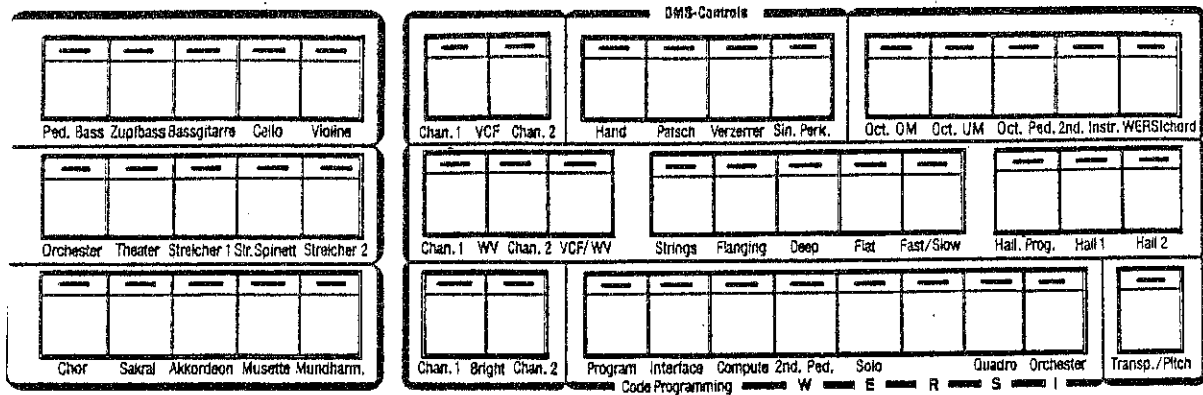 DMS-Controls
Ped. Bass Zupfbass Bassgitarre Cello Violine Chan. 1 VCF Chan. 2 Hand Patsch Verzerrer Sin. Perk. Oct. OM Oct. UM Oct. Ped. 2nd. Instr. WERSIchord
Orchester Theater Streicher 1 Str. Spinett Streicher 2 Chan. 1 WV Chan. 2 VCF/WV Strings Flanging Deep Flat Fast/Slow Hall. Prog. Hall 1 Hall 2
Chor Sakral Akkordeon Musette Mundharm. Chan. 1 Bright Chan. 2 Program Interface Compute 2nd. Ped. Solo Quadro Orchester Transp./Pitch
Code Programming W E R S I